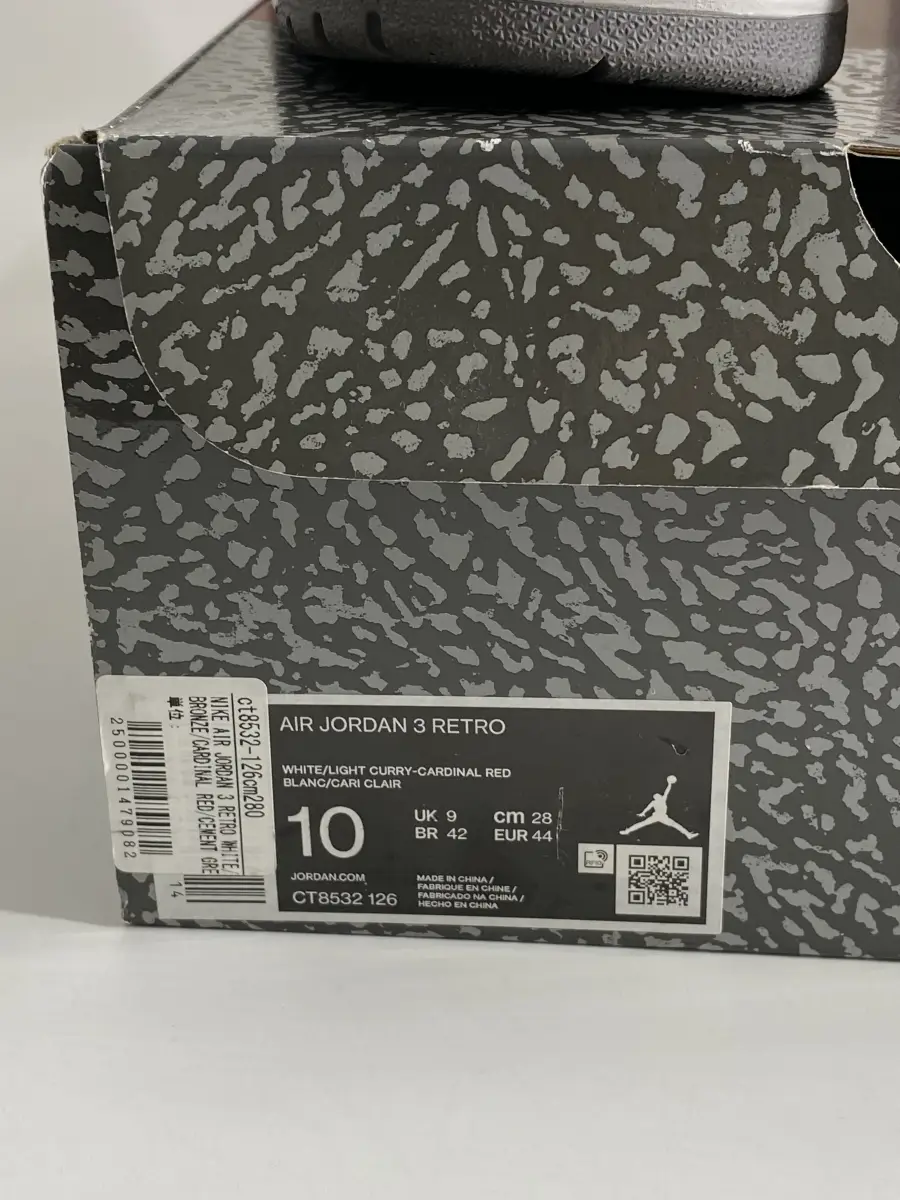 AIR JORDAN 3 RETRO
WHITE/LIGHT CURRY-CARDINAL RED
BLANC/CARI CLAIR
10
UK 9
BR 42
cm 28
EUR 44
JORDAN.COM
CT8532 126
MADE IN CHINA /
FABRIQUE EN CHINE /
FABRICADO NA CHINA /
HECHO EN CHINA
RFID
ct8532-126cm280
NIKE AIR JORDAN 3 RETRO WHITE/
BRONZE/CARDINAL RED/CEMENT GRE
單位:
2500001479082
14